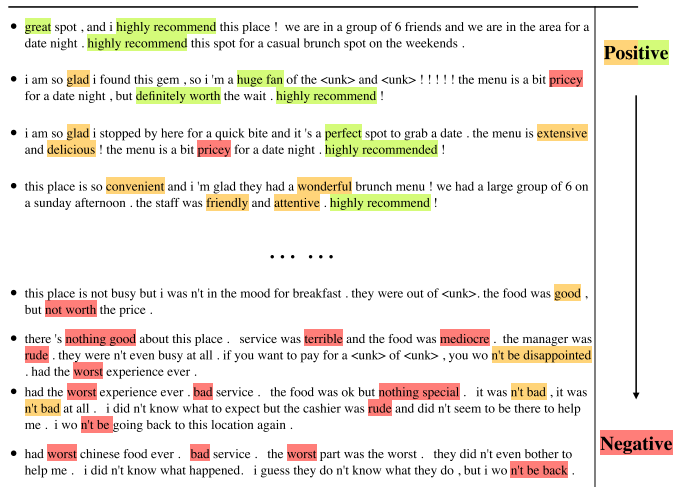 • great spot , and i highly recommend this place ! we are in a group of 6 friends and we are in the area for a
date night . highly recommend this spot for a casual brunch spot on the weekends .
• i am so glad i found this gem , so i 'm a huge fan of the <unk> and <unk> ! ! ! ! ! the menu is a bit pricey
for a date night , but definitely worth the wait . highly recommend !
• i am so glad i stopped by here for a quick bite and it 's a perfect spot to grab a date . the menu is extensive
and delicious ! the menu is a bit pricey for a date night . highly recommended !
• this place is so convenient and i 'm glad they had a wonderful brunch menu ! we had a large group of 6 on
a sunday afternoon . the staff was friendly and attentive . highly recommend !
... ...
• this place is not busy but i was n't in the mood for breakfast . they were out of <unk>. the food was good ,
but not worth the price .
• there 's nothing good about this place . service was terrible and the food was mediocre . the manager was
rude . they were n't even busy at all . if you want to pay for a <unk> of <unk> , you wo n't be disappointed
. had the worst experience ever .
• had the worst experience ever . bad service . the food was ok but nothing special . it was n't bad , it was
n't bad at all . i did n't know what to expect but the cashier was rude and did n't seem to be there to help
me . i wo n't be going back to this location again .
• had worst chinese food ever . bad service . the worst part was the worst . they did n't even bother to
help me . i did n't know what happened. i guess they do n't know what they do , but i wo n't be back .
Positive
Negative